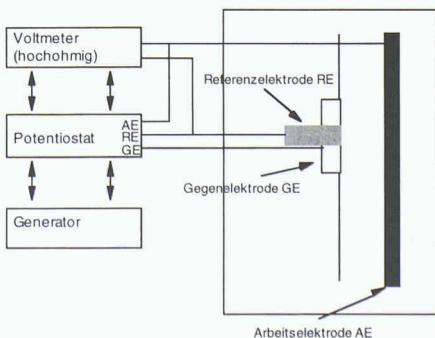 Voltmeter
(hochohmig)
Referenzelektrode RE
AE
Potentiostat
RE
GE
Gegenelektrode GE
Generator
Arbeitselektrode AE